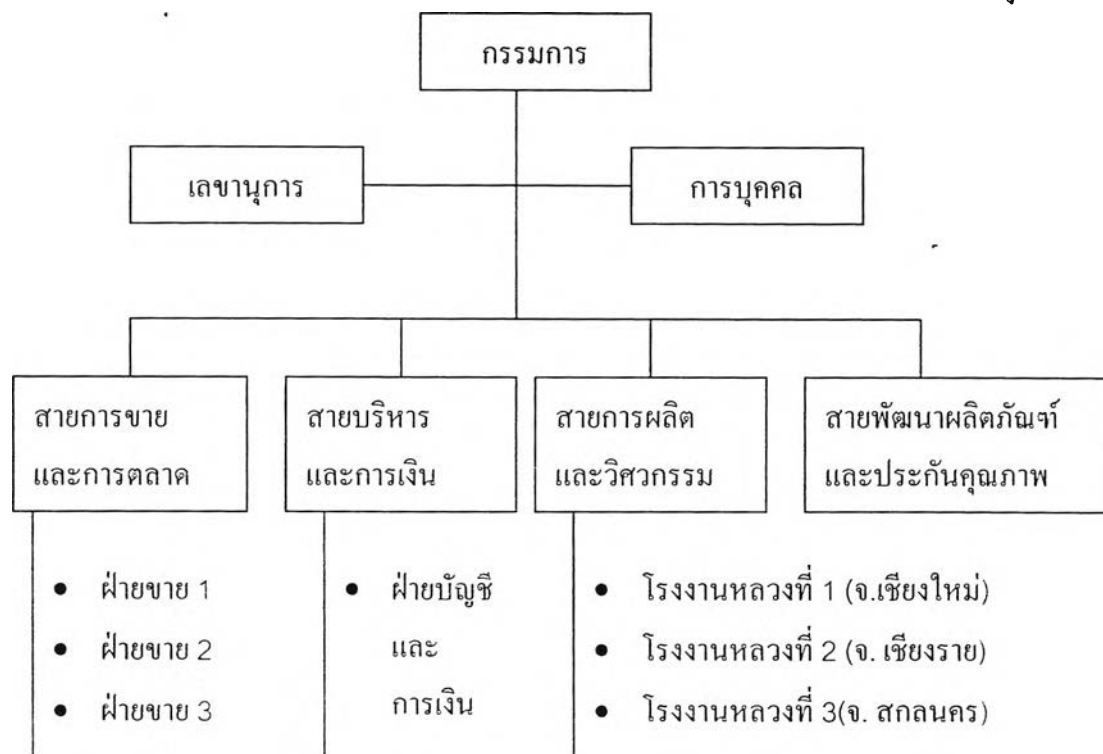 กรรมการ
เลขานุการ
การบุคคล
สายการขาย
และการตลาด
สายบริหาร
และการเงิน
สายการผลิต
และวิศวกรรม
สายพัฒนาผลิตภัณฑ์
และประกันคุณภาพ
• ฝ่ายขาย 1
• ฝ่ายขาย 2
• ฝ่ายขาย 3
• ฝ่ายบัญชี
และ
การเงิน
• โรงงานหลวงที่ 1 (จ.เชียงใหม่)
• โรงงานหลวงที่ 2 (จ. เชียงราย)
• โรงงานหลวงที่ 3(จ. สกลนคร)